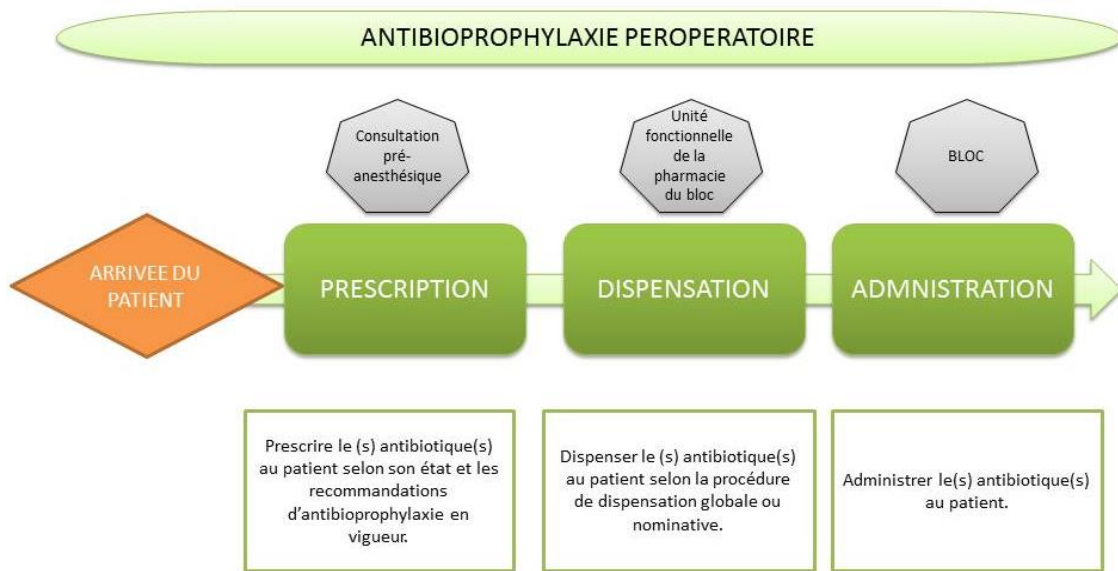 ANTIBIOPROPHYLAXIE PEROPERATOIRE
Consultation
pré-
anesthésique
Unité
fonctionnelle
de la
pharmacie
du bloc
BLOC
ARRIVEE DU
PATIENT
PRESCRIPTION
DISPENSATION
ADMNISTRATION
Prescrire le (s) antibiotique(s)
au patient selon son état et les
recommandations
d’antibioprophylaxie en
vigueur.
Dispenser le (s) antibiotique(s)
au patient selon la procédure
de dispensation globale ou
nominative.
Administrer le(s) antibiotique(s)
au patient.